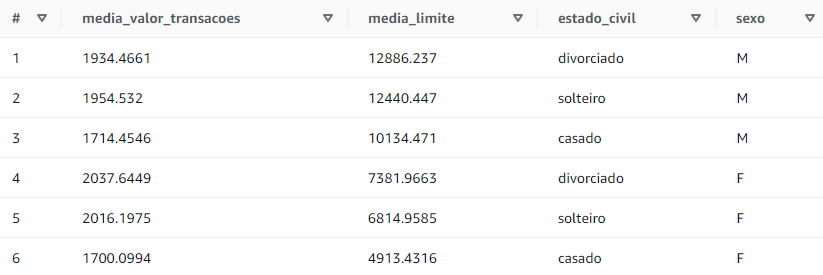 # media_valor_transacoes media_limite estado_civil sexo
1 1934.4661 12886.237 divorciado M
2 1954.532 12440.447 solteiro M
3 1714.4546 10134.471 casado M
4 2037.6449 7381.9663 divorciado F
5 2016.1975 6814.9585 solteiro F
6 1700.0994 4913.4316 casado F